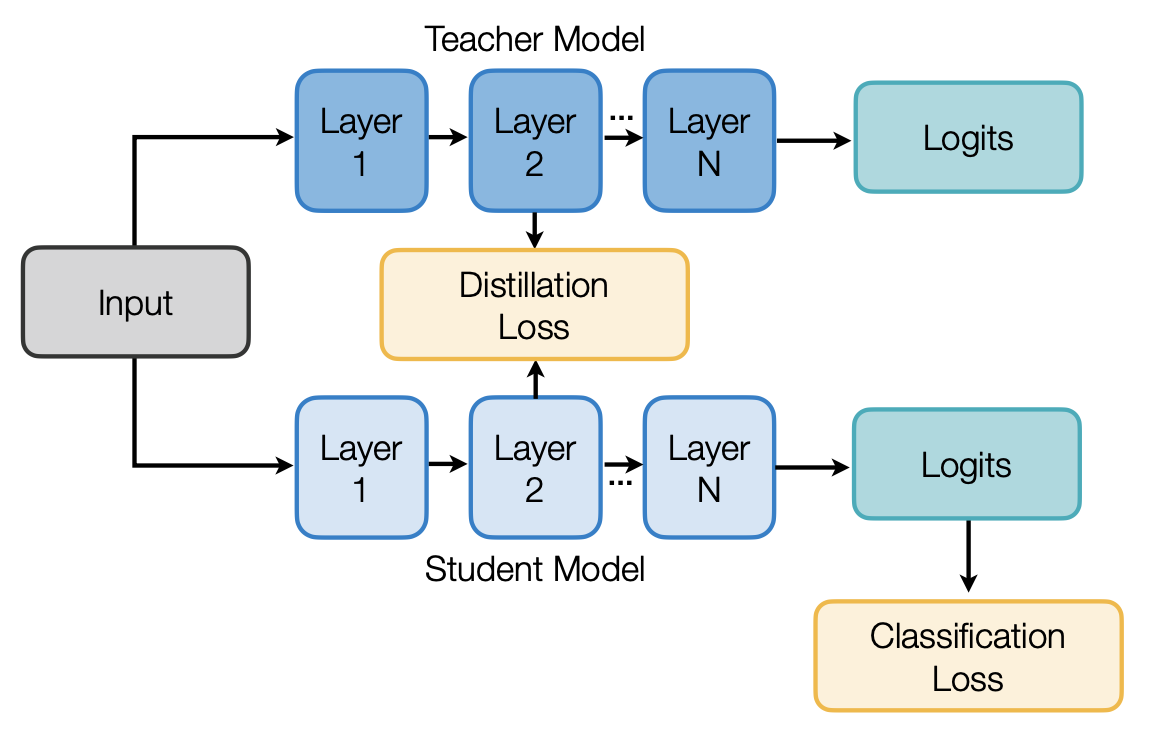 Teacher Model
Layer
1
Layer
2
...
Layer
N
Logits
Input
Distillation
Loss
Layer
1
Layer
2
...
Layer
N
Logits
Student Model
Classification
Loss